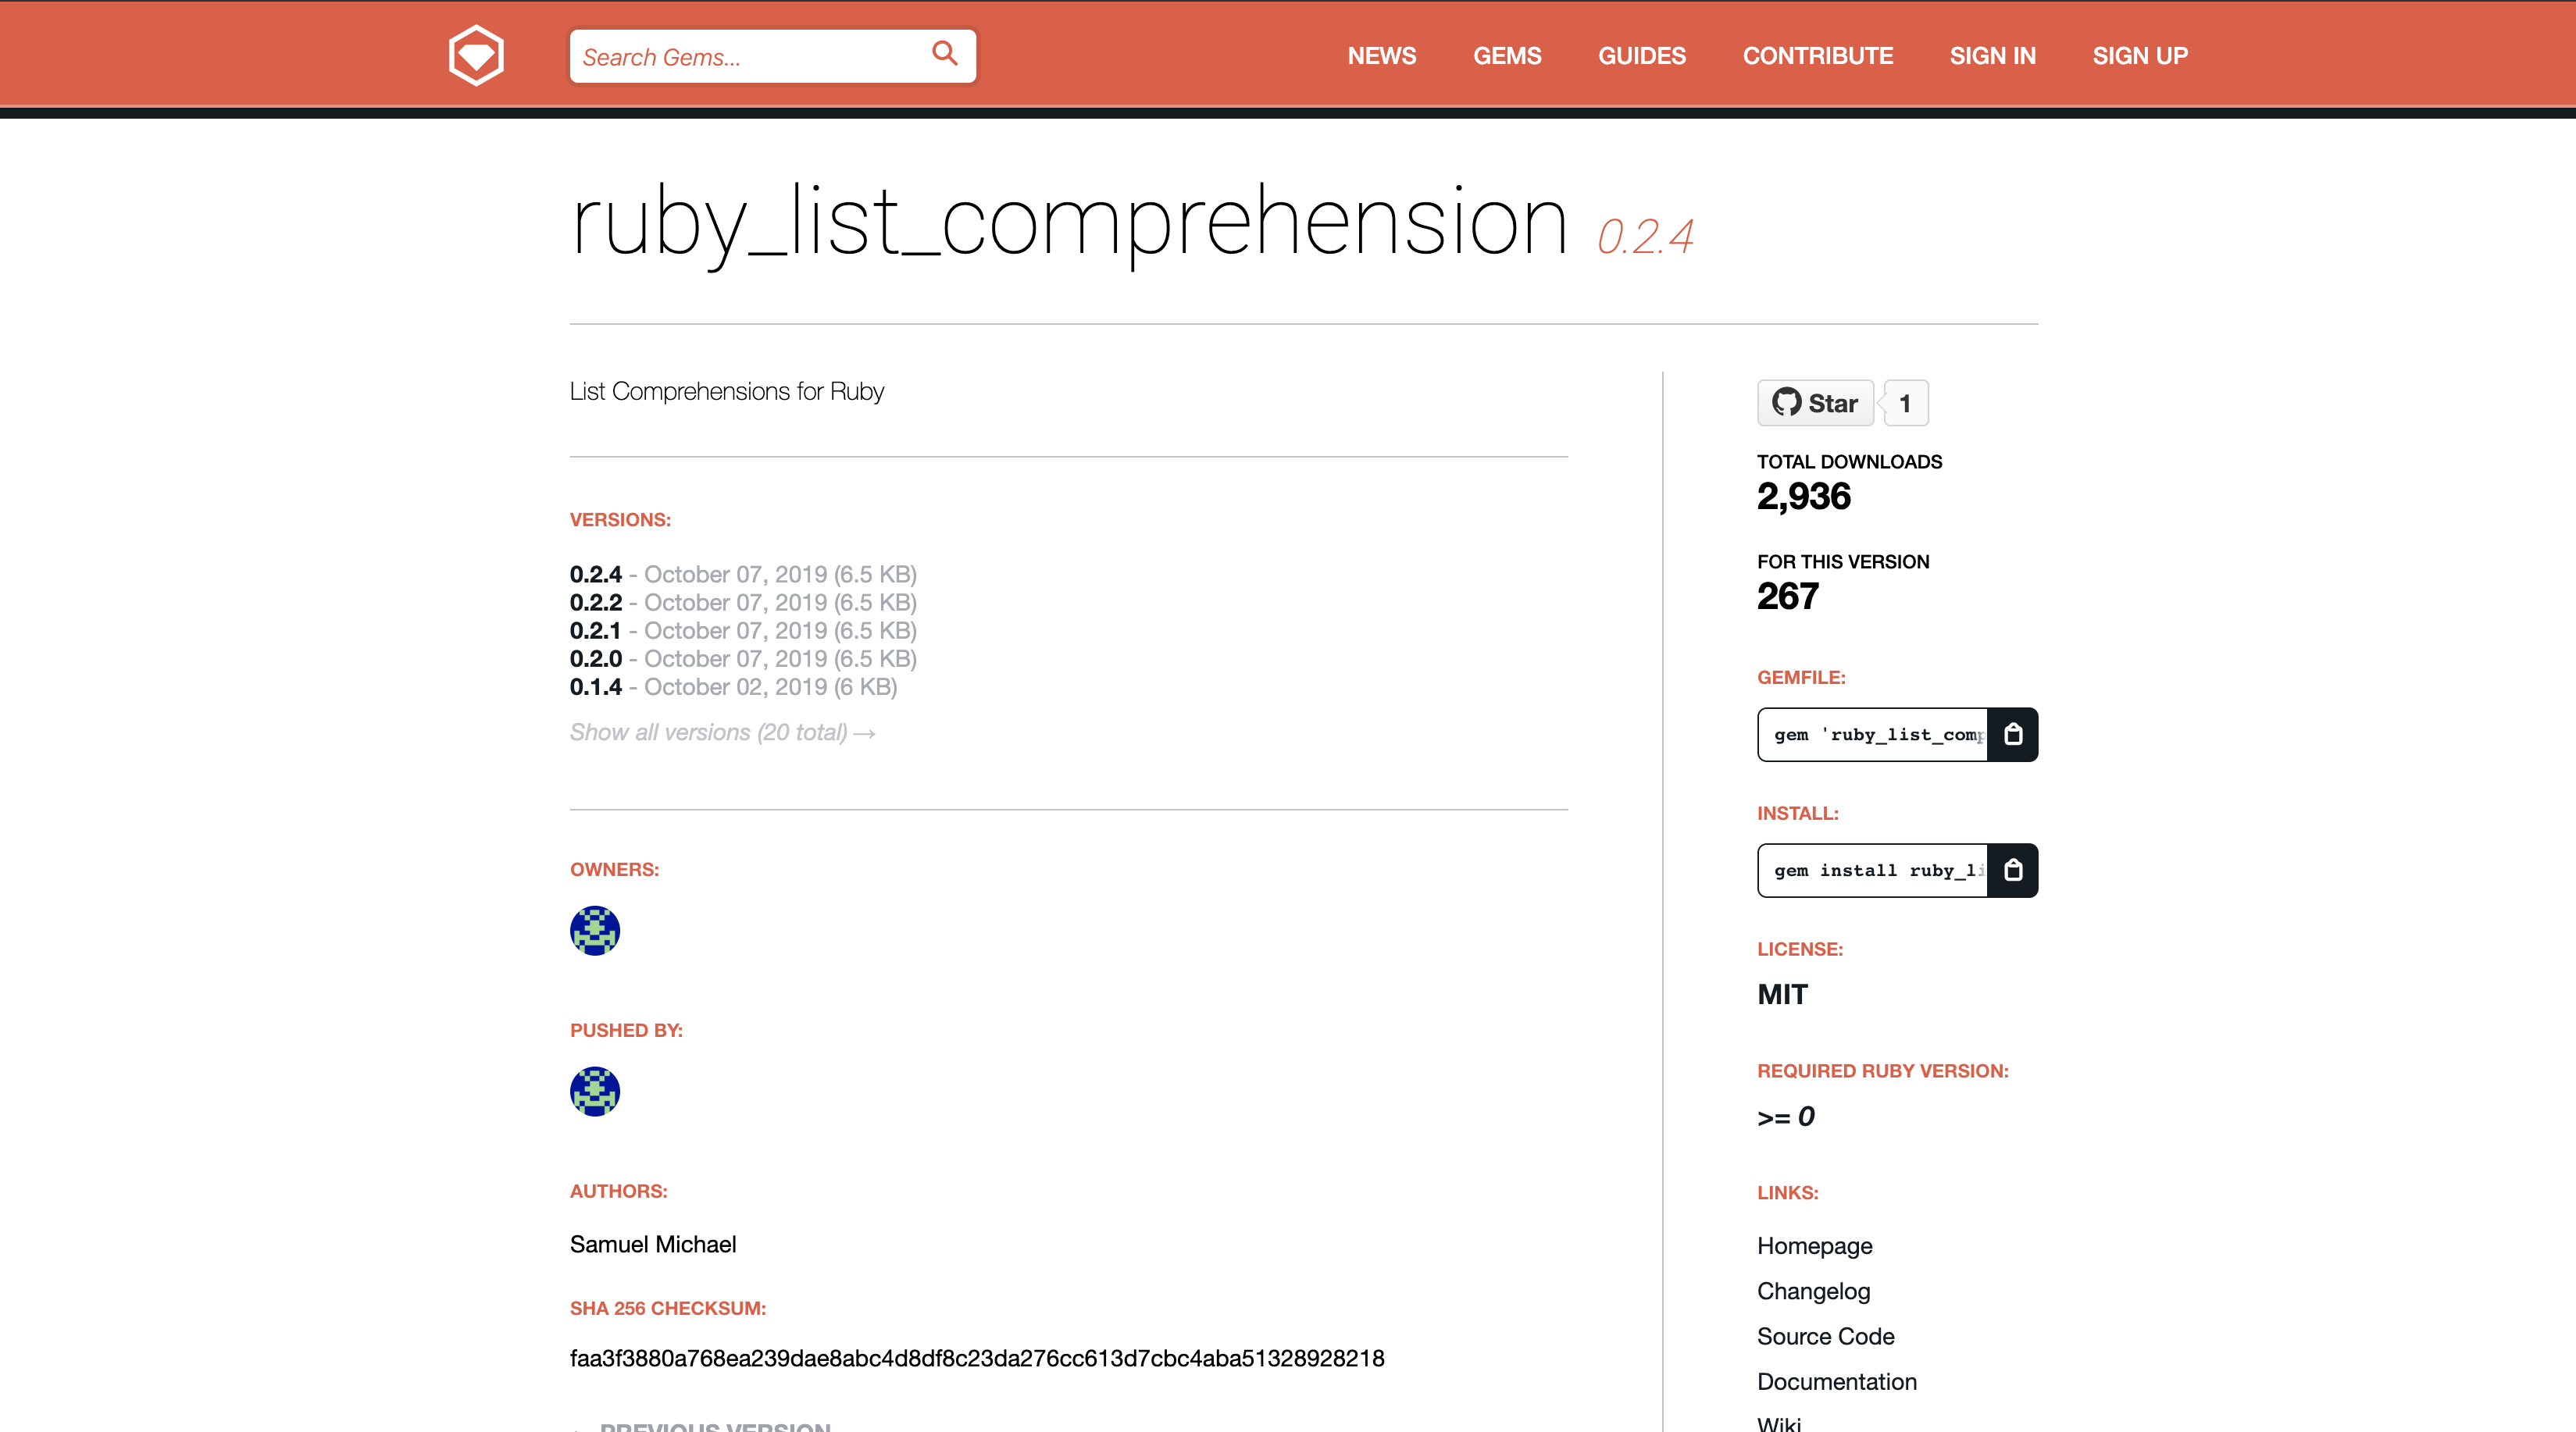 Search Gems...
NEWS GEMS GUIDES CONTRIBUTE SIGN IN SIGN UP
ruby_list_comprehension 0.2.4
List Comprehensions for Ruby
VERSIONS:
0.2.4 - October 07, 2019 (6.5 KB)
0.2.2 - October 07, 2019 (6.5 KB)
0.2.1 - October 07, 2019 (6.5 KB)
0.2.0 - October 07, 2019 (6.5 KB)
0.1.4 - October 02, 2019 (6 KB)
Show all versions (20 total) →
OWNERS:
PUSHED BY:
AUTHORS:
Samuel Michael
SHA 256 CHECKSUM:
faa3f3880a768ea239dae8abc4d8df8c23da276cc613d7cbc4aba51328928218
← PREVIOUS VERSION
Star 1
TOTAL DOWNLOADS
2,936
FOR THIS VERSION
267
GEMFILE:
gem 'ruby_list_comp
INSTALL:
gem install ruby_li
LICENSE:
MIT
REQUIRED RUBY VERSION:
>= 0
LINKS:
Homepage
Changelog
Source Code
Documentation
Wiki